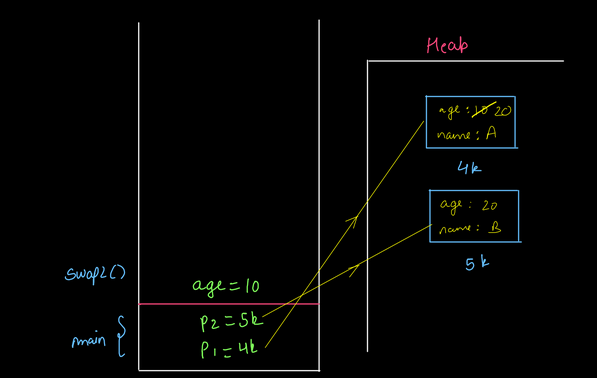 Heap
age : 10 20
name : A
4k
age : 20
name : B
5k
swap2()
age = 10
main {
p2 = 5k
p1 = 4k